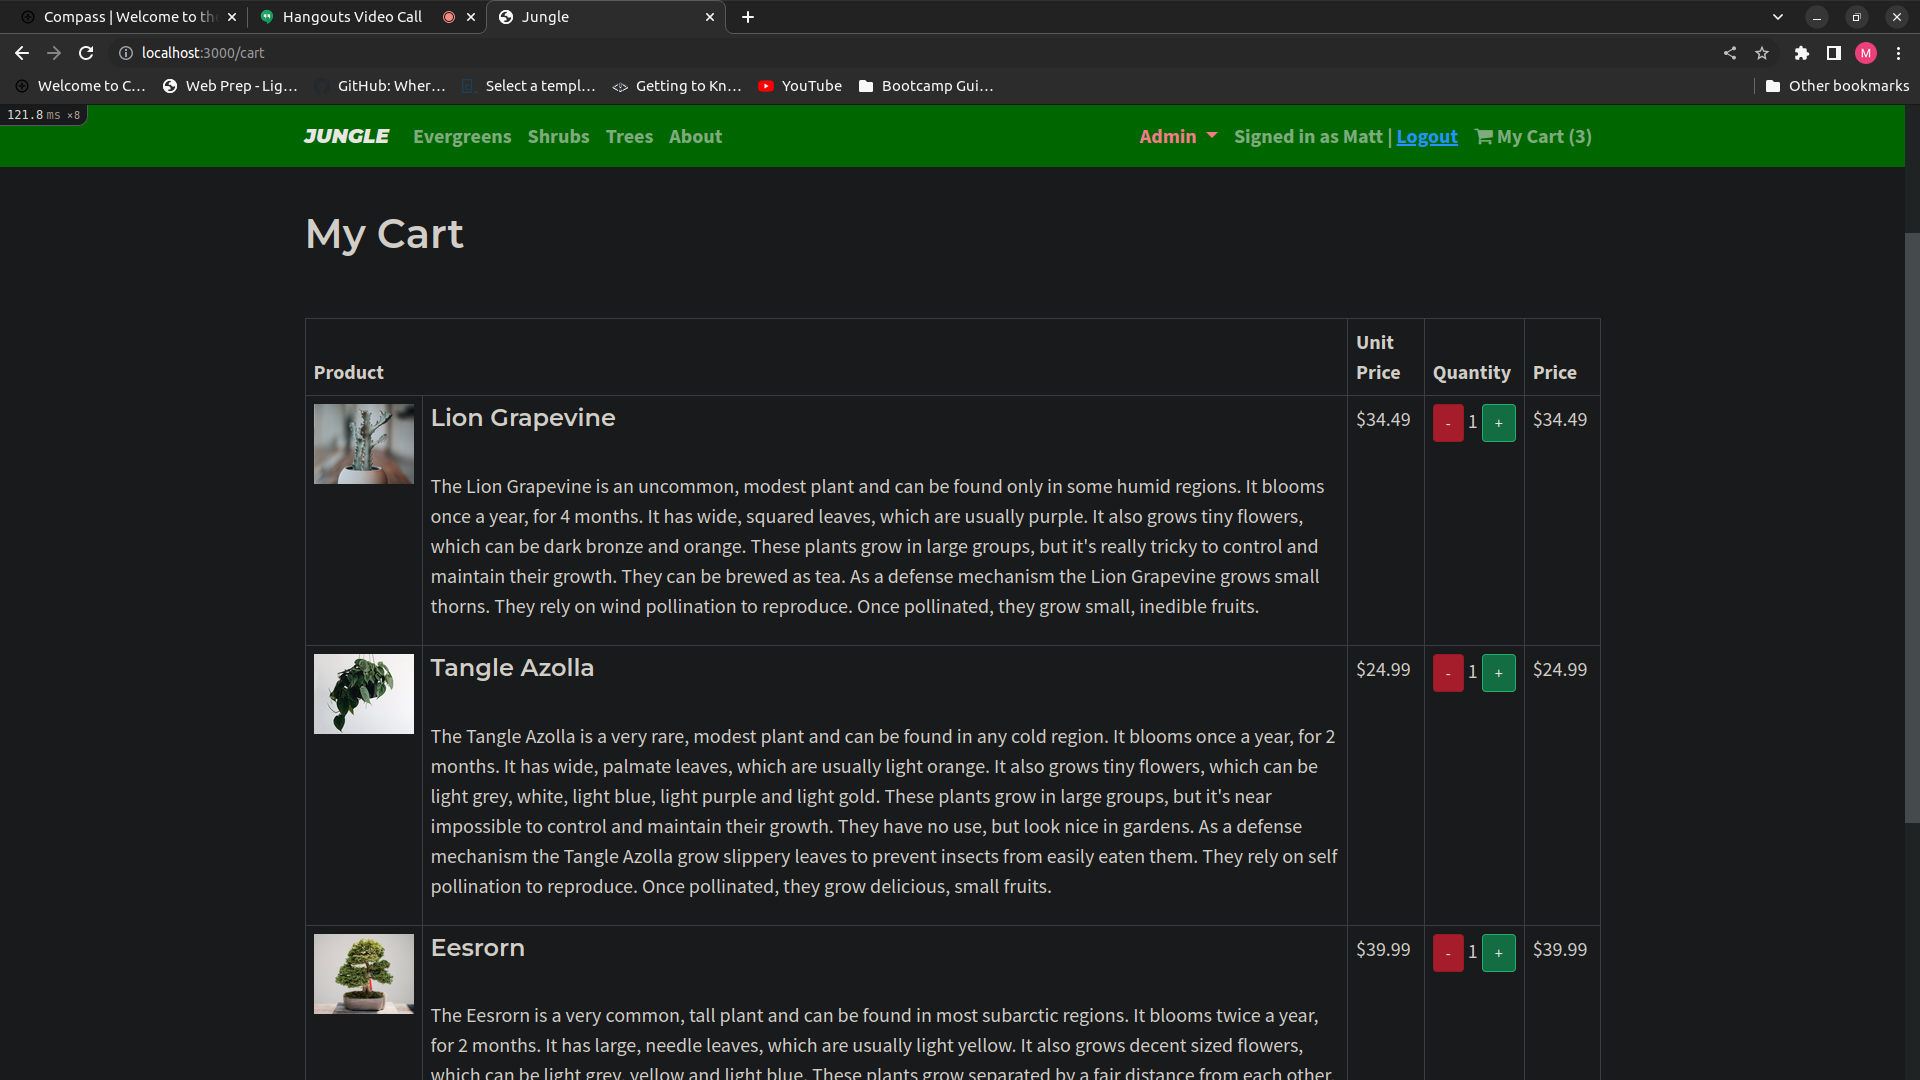 Compass | Welcome to th
Hangouts Video Call
Jungle
localhost:3000/cart
M
Welcome to C...
Web Prep - Lig...
GitHub: Wher...
Select a templ...
Getting to Kn...
YouTube
Bootcamp Gui...
Other bookmarks
121.8 ms ×8
JUNGLE
Evergreens
Shrubs
Trees
About
Admin
Signed in as Matt | Logout
My Cart (3)
My Cart
Product
Unit
Price
Quantity
Price
Lion Grapevine
$34.49
- 1 +
$34.49
The Lion Grapevine is an uncommon, modest plant and can be found only in some humid regions. It blooms
once a year, for 4 months. It has wide, squared leaves, which are usually purple. It also grows tiny flowers,
which can be dark bronze and orange. These plants grow in large groups, but it's really tricky to control and
maintain their growth. They can be brewed as tea. As a defense mechanism the Lion Grapevine grows small
thorns. They rely on wind pollination to reproduce. Once pollinated, they grow small, inedible fruits.
Tangle Azolla
$24.99
- 1 +
$24.99
The Tangle Azolla is a very rare, modest plant and can be found in any cold region. It blooms once a year, for 2
months. It has wide, palmate leaves, which are usually light orange. It also grows tiny flowers, which can be
light grey, white, light blue, light purple and light gold. These plants grow in large groups, but it's near
impossible to control and maintain their growth. They have no use, but look nice in gardens. As a defense
mechanism the Tangle Azolla grow slippery leaves to prevent insects from easily eaten them. They rely on self
pollination to reproduce. Once pollinated, they grow delicious, small fruits.
Eesrorn
$39.99
- 1 +
$39.99
The Eesrorn is a very common, tall plant and can be found in most subarctic regions. It blooms twice a year,
for 2 months. It has large, needle leaves, which are usually light yellow. It also grows decent sized flowers,
which can be light grey, yellow and light blue. These plants grow separated by a fair distance from each other,